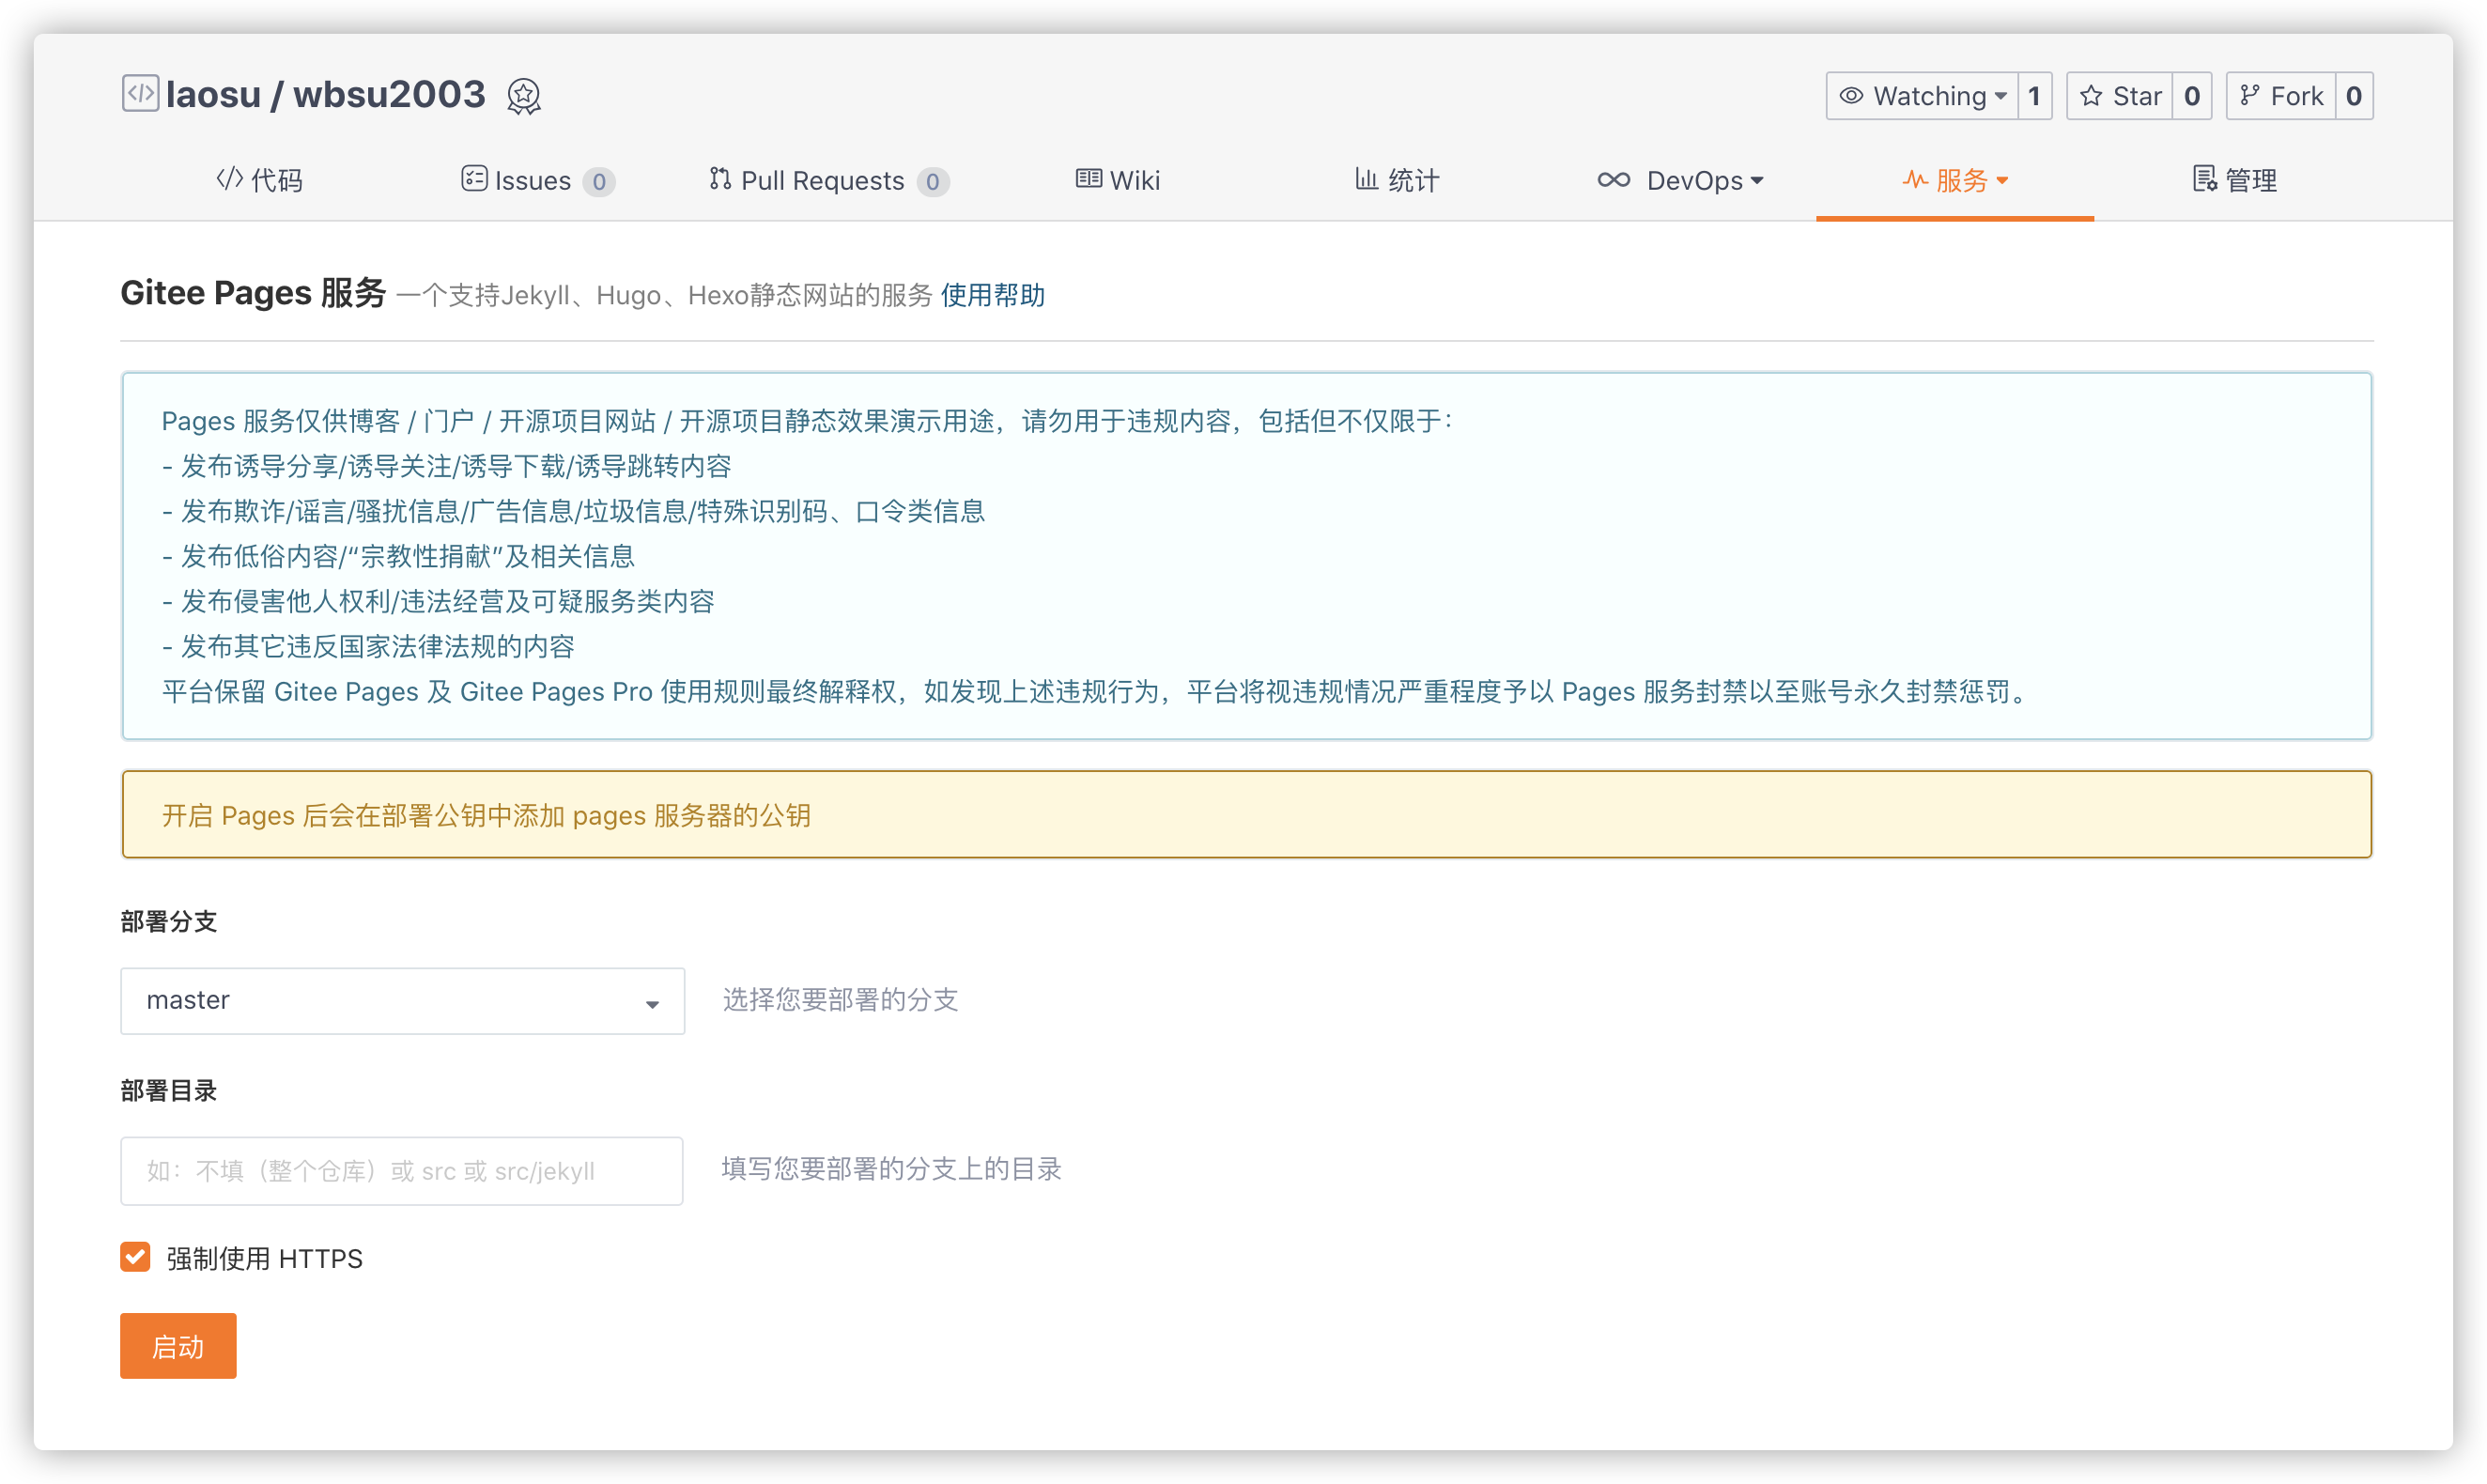 laosu / wbsu2003
Watching 1 Star 0 Fork 0
代码 Issues 0 Pull Requests 0 Wiki 统计 DevOps 服务 管理
Gitee Pages 服务 一个支持Jekyll、Hugo、Hexo静态网站的服务 使用帮助
Pages 服务仅供博客 / 门户 / 开源项目网站 / 开源项目静态效果演示用途，请勿用于违规内容，包括但不仅限于：
- 发布诱导分享/诱导关注/诱导下载/诱导跳转内容
- 发布欺诈/谣言/骚扰信息/广告信息/垃圾信息/特殊识别码、口令类信息
- 发布低俗内容/“宗教性捐献”及相关信息
- 发布侵害他人权利/违法经营及可疑服务类内容
- 发布其它违反国家法律法规的内容
平台保留 Gitee Pages 及 Gitee Pages Pro 使用规则最终解释权，如发现上述违规行为，平台将视违规情况严重程度予以 Pages 服务封禁以至账号永久封禁惩罚。
开启 Pages 后会在部署公钥中添加 pages 服务器的公钥
部署分支
master 选择您要部署的分支
部署目录
如：不填（整个仓库）或 src 或 src/jekyll 填写您要部署的分支上的目录
强制使用 HTTPS
启动